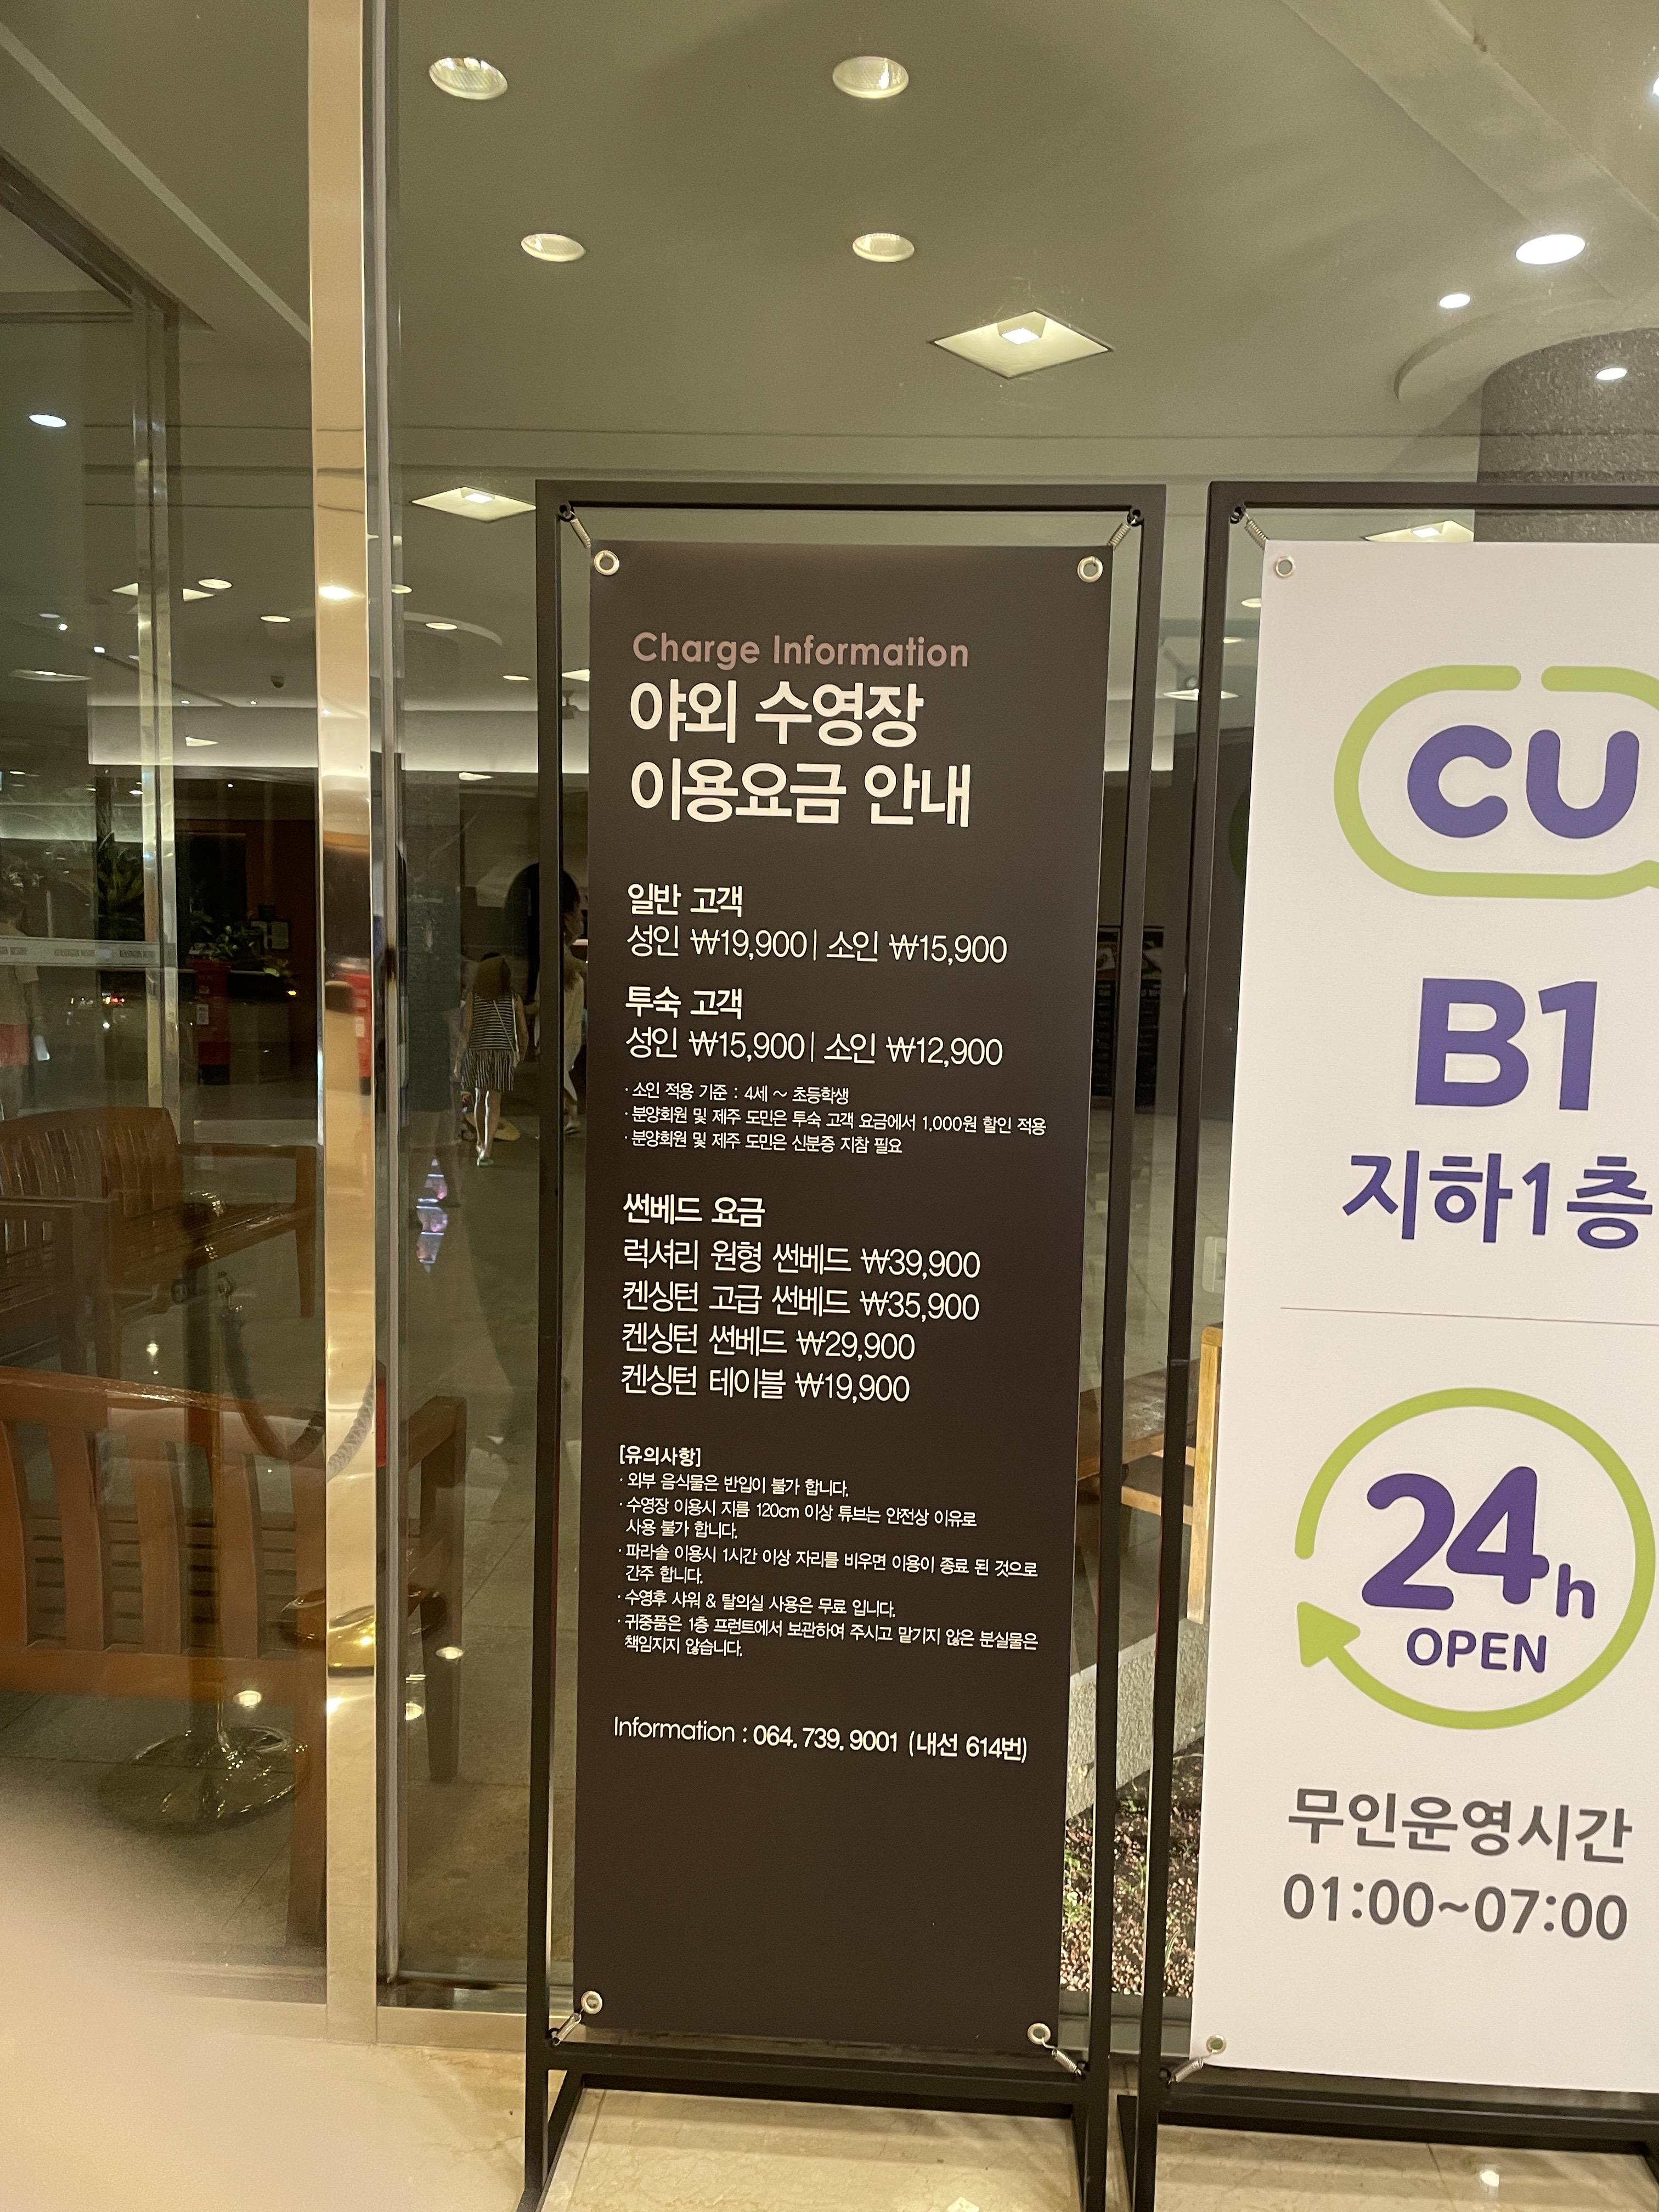 Charge Information
야외 수영장
이용요금 안내
일반 고객
성인 ₩19,900 | 소인 ₩15,900
투숙 고객
성인 ₩15,900 | 소인 ₩12,900
· 소인 적용 기준 : 4세 ~ 초등학생
· 분양회원 및 제주 도민은 투숙 고객 요금에서 1,000원 할인 적용
· 분양회원 및 제주 도민은 신분증 지참 필요
썬베드 요금
럭셔리 원형 썬베드 ₩39,900
켄싱턴 고급 썬베드 ₩35,900
켄싱턴 썬베드 ₩29,900
켄싱턴 테이블 ₩19,900
[유의사항]
· 외부 음식물은 반입이 불가 합니다.
· 수영장 이용시 지름 120cm 이상 튜브는 안전상 이유로
사용 불가 합니다.
· 파라솔 이용시 1시간 이상 자리를 비우면 이용이 종료 된 것으로
간주 합니다.
· 수영후 샤워 & 탈의실 사용은 무료 입니다.
· 귀중품은 1층 프런트에서 보관하여 주시고 맡기지 않은 분실물은
책임지지 않습니다.
Information : 064. 739. 9001 (내선 614번)
CU
B1
지하1층
24h
OPEN
무인운영시간
01:00~07:00